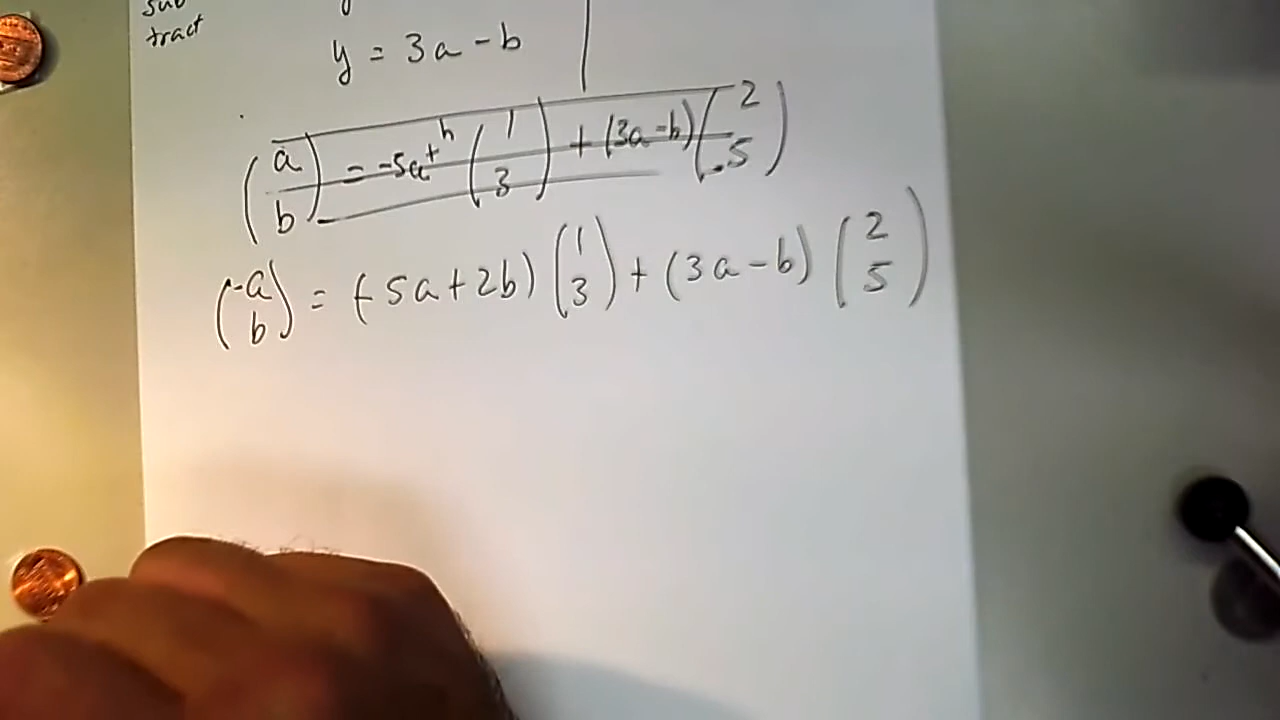 tract
y = 3a - b
(a b) = -5a + h (1 3) + (3a - b) (2 5)
(-a b) = (-5a + 2b) (1 3) + (3a - b) (2 5)